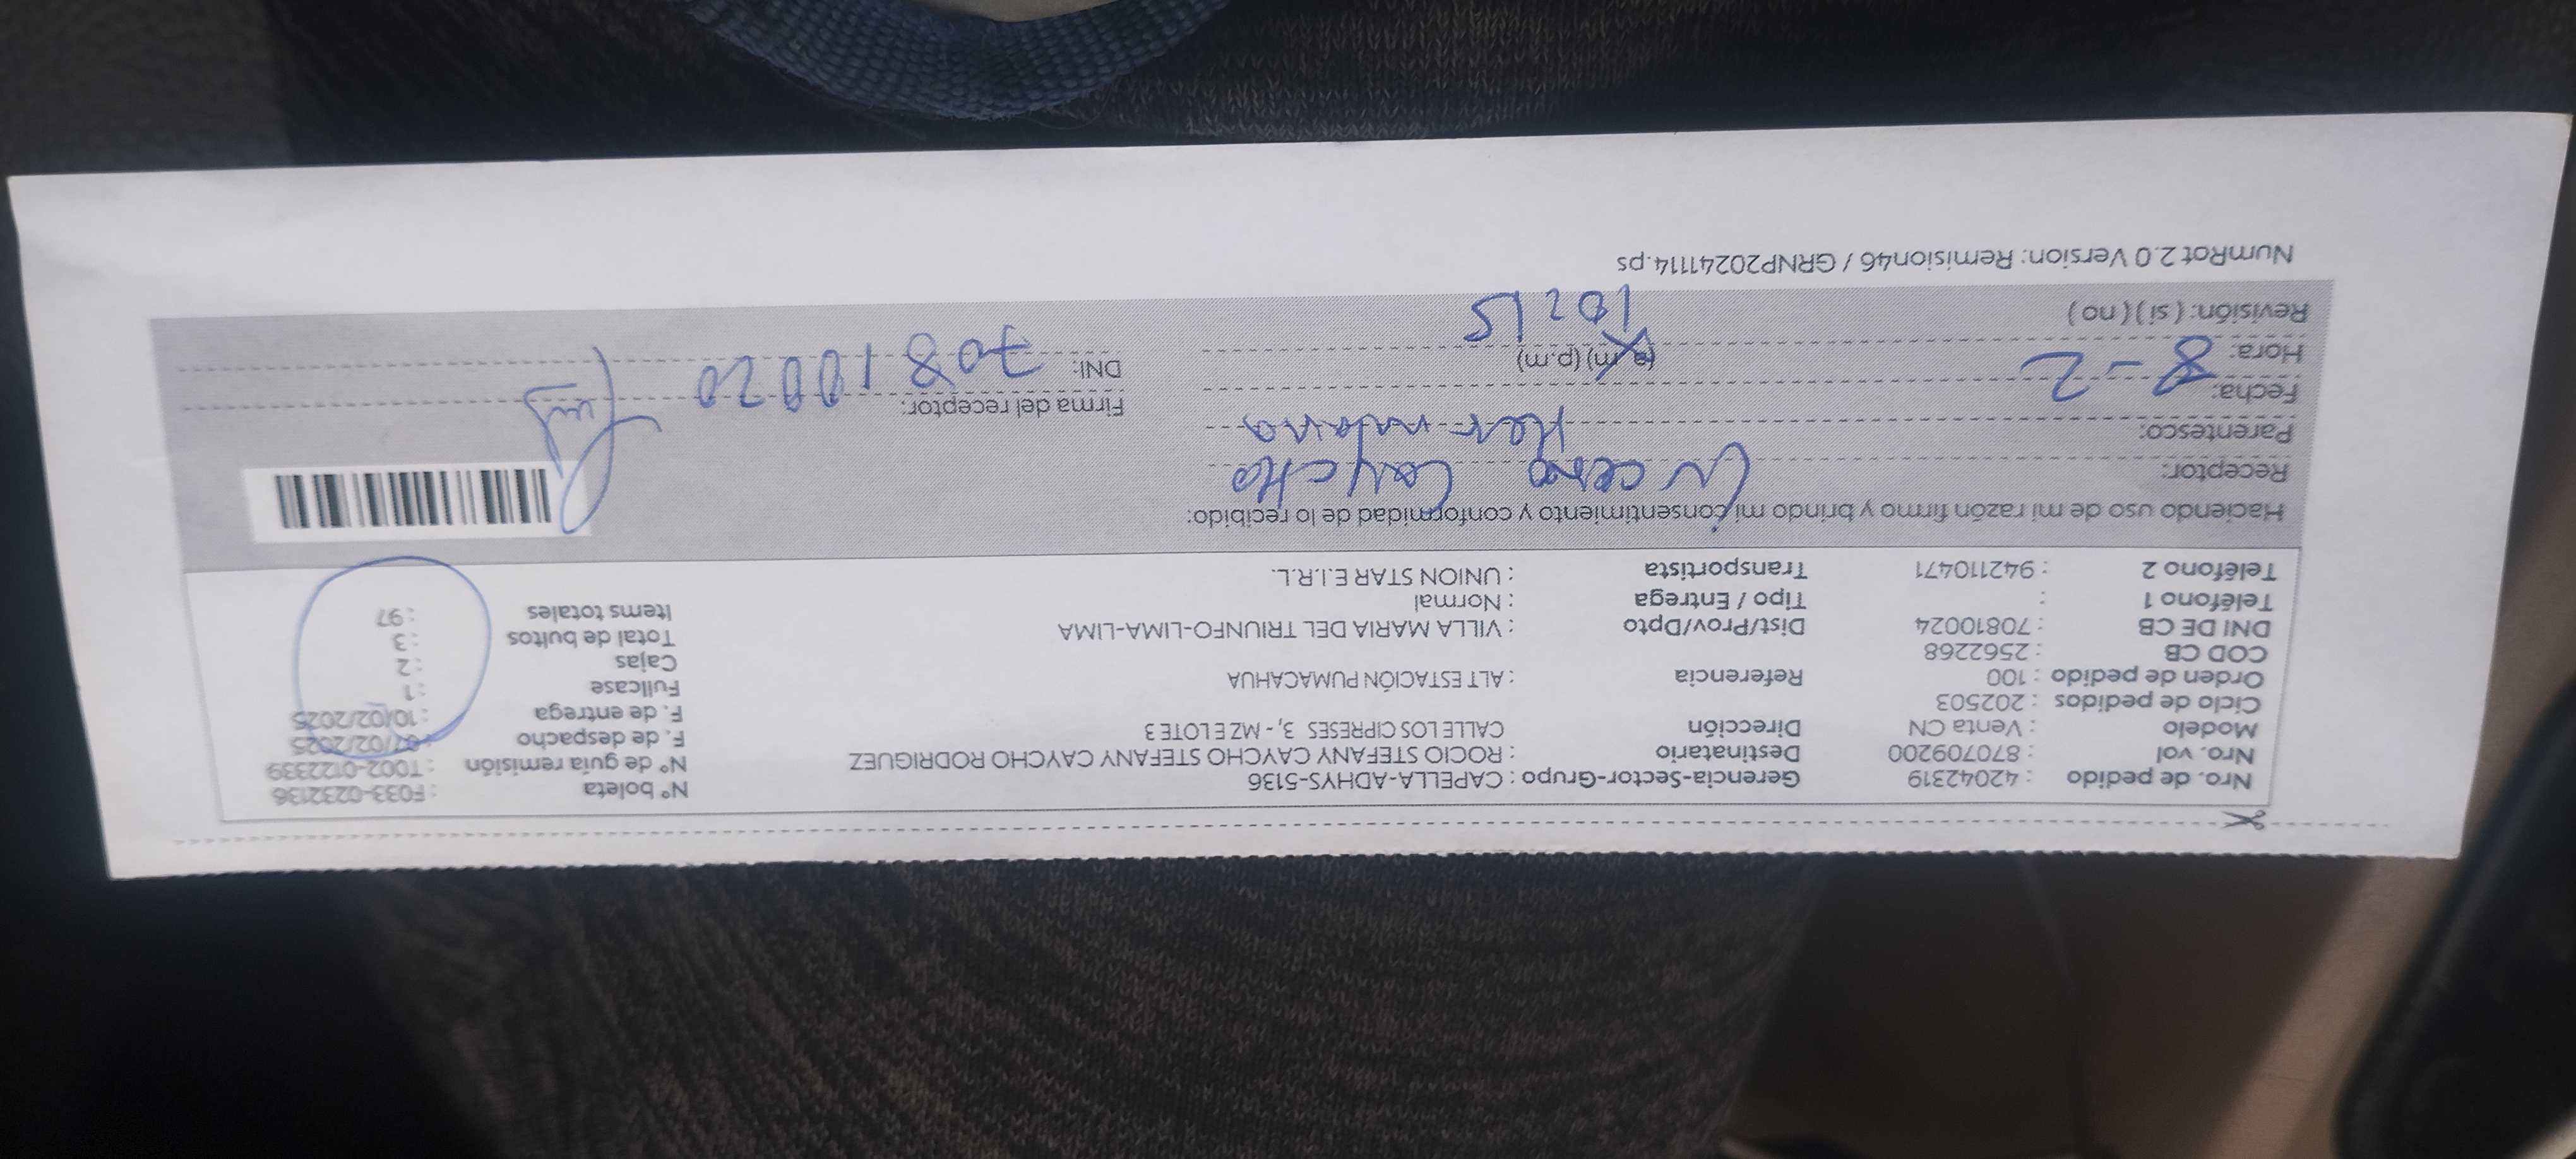 Nro. de pedido : 42042319 Gerencia-Sector-Grupo : CAPELLA-ADHYS-5136 N° boleta : F033-0232136
Nro. vol : 870709200 Destinatario : ROCIO STEFANY CAYCHO STEFANY CAYCHO RODRIGUEZ N° de guía remisión : T002-0122339
Modelo : Venta CN Dirección CALLE LOS CIPRESES 3, - MZ E LOTE 3 F. de despacho : 07/02/2025
Ciclo de pedidos : 202503 F. de entrega : 10/02/2025
Orden de pedido : 100 Referencia : ALT ESTACIÓN PUMACAHUA Fullcase : 1
COD CB : 2562268 Cajas : 2
DNI DE CB : 70810024 Dist/Prov/Dpto : VILLA MARIA DEL TRIUNFO-LIMA-LIMA Total de bultos : 3
Teléfono 1 : Tipo / Entrega : Normal Items totales : 97
Teléfono 2 : 942110471 Transportista : UNION STAR E.I.R.L.
Haciendo uso de mi razón firmo y brindo mi consentimiento y conformidad de lo recibido:
Receptor: Lucero Caycho
Parentesco: Hermana
Fecha: 8-2 Firma del receptor:
Hora: (a.m) (p.m) DNI: 70810020
Revisión: ( si ) ( no ) 10:15
NumRot 2.0 Version: Remision46 / GRNP20241114.ps